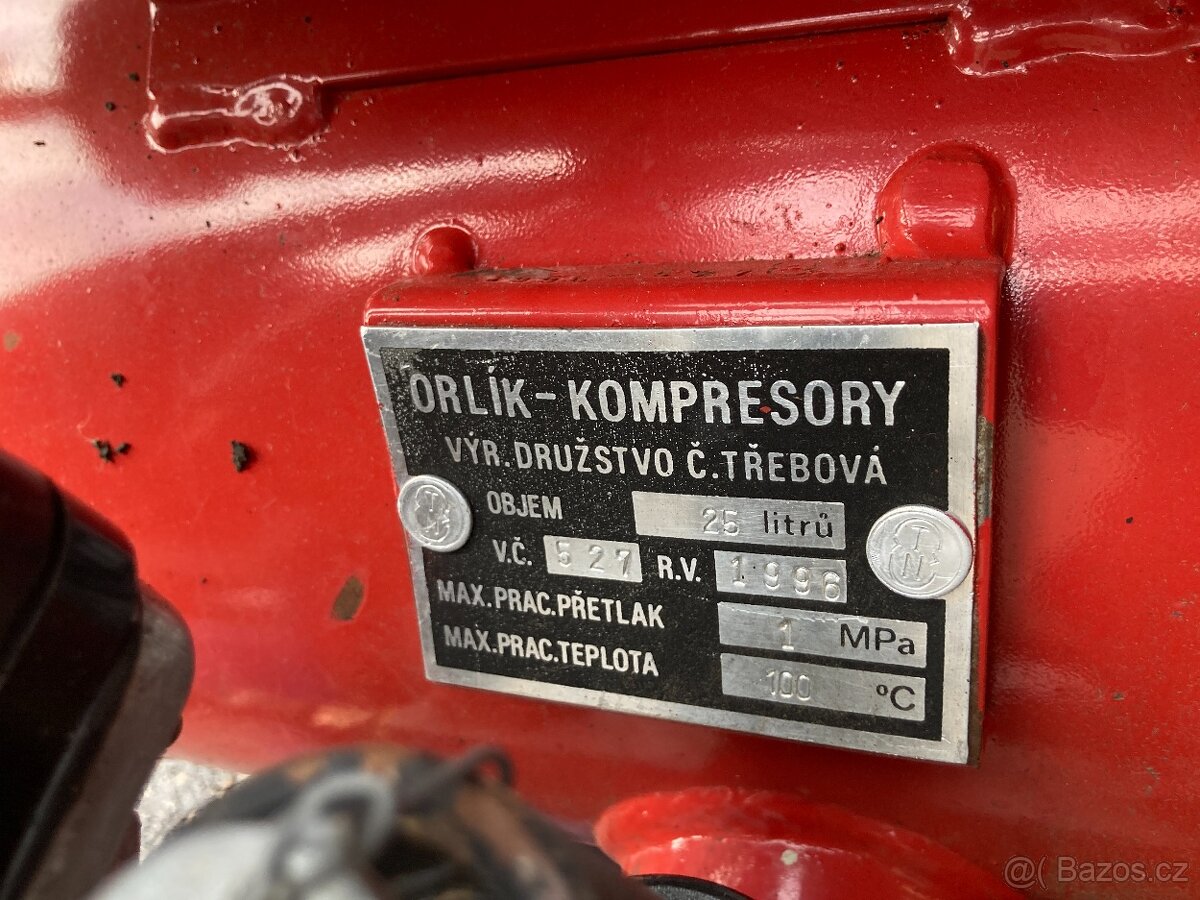 ORLÍK-KOMPRESORY
VÝR.DRUŽSTVO Č.TŘEBOVÁ
OBJEM 25 litrů
V.Č. 527 R.V. 1996
MAX.PRAC.PŘETLAK 1 MPa
MAX.PRAC.TEPLOTA 100 °C
@( Bazos.cz